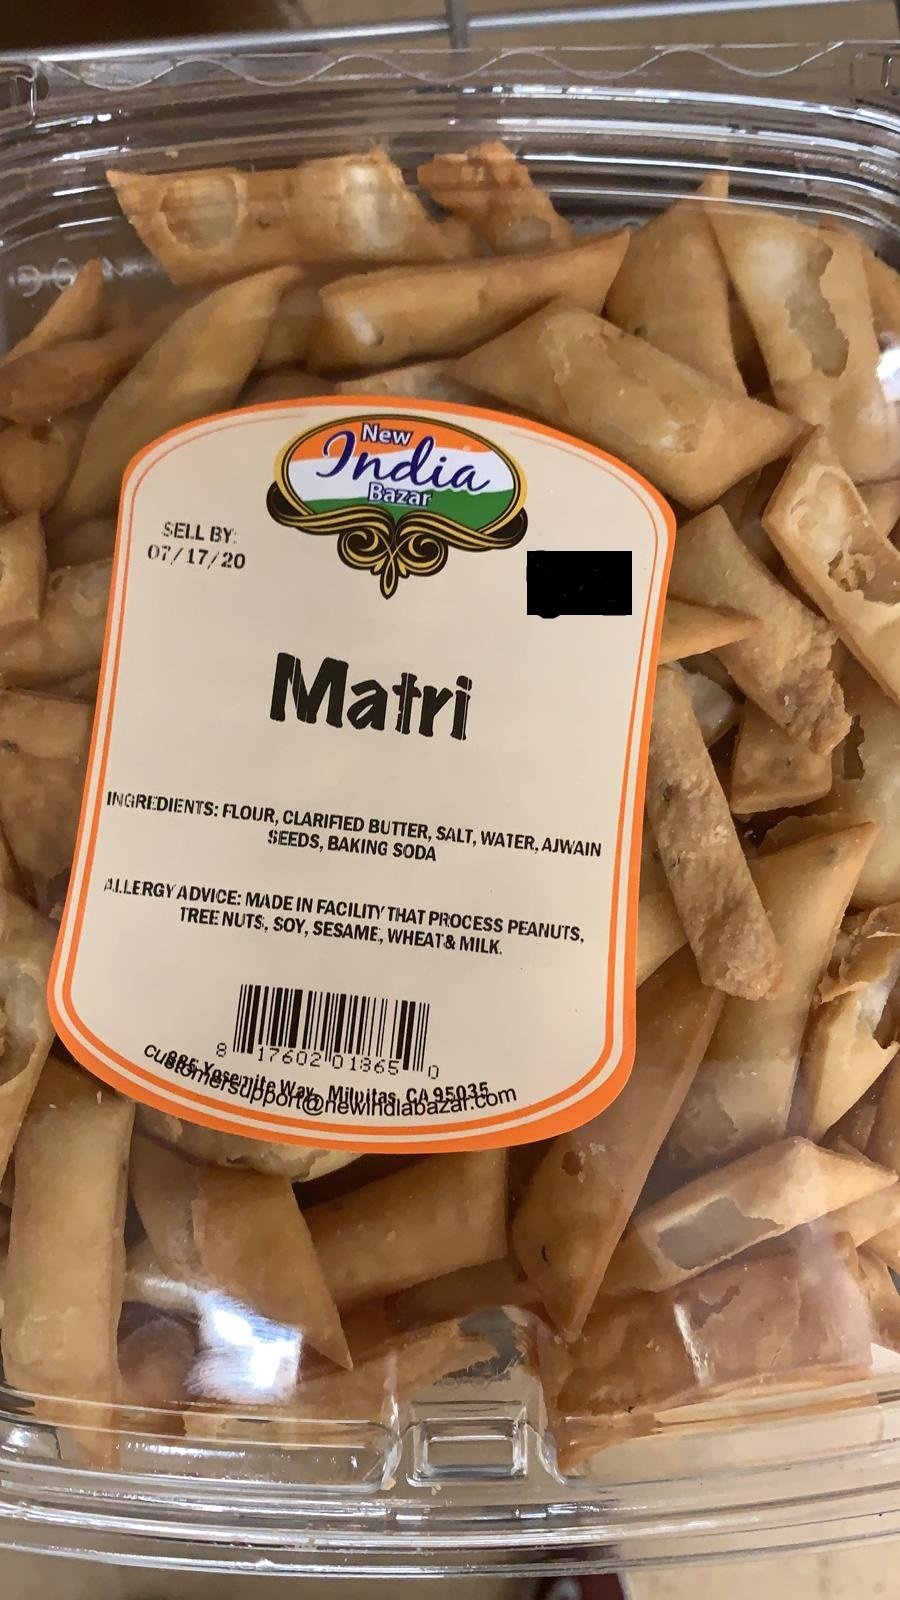 New
India
Bazar
SELL BY:
07/17/20
Matri
INGREDIENTS: FLOUR, CLARIFIED BUTTER, SALT, WATER, AJWAIN
SEEDS, BAKING SODA
ALLERGY ADVICE: MADE IN FACILITY THAT PROCESS PEANUTS,
TREE NUTS, SOY, SESAME, WHEAT & MILK.
8 17602 01865 0
Yosemite Way, Milpitas, CA 95035
customersupport@newindiabazar.com